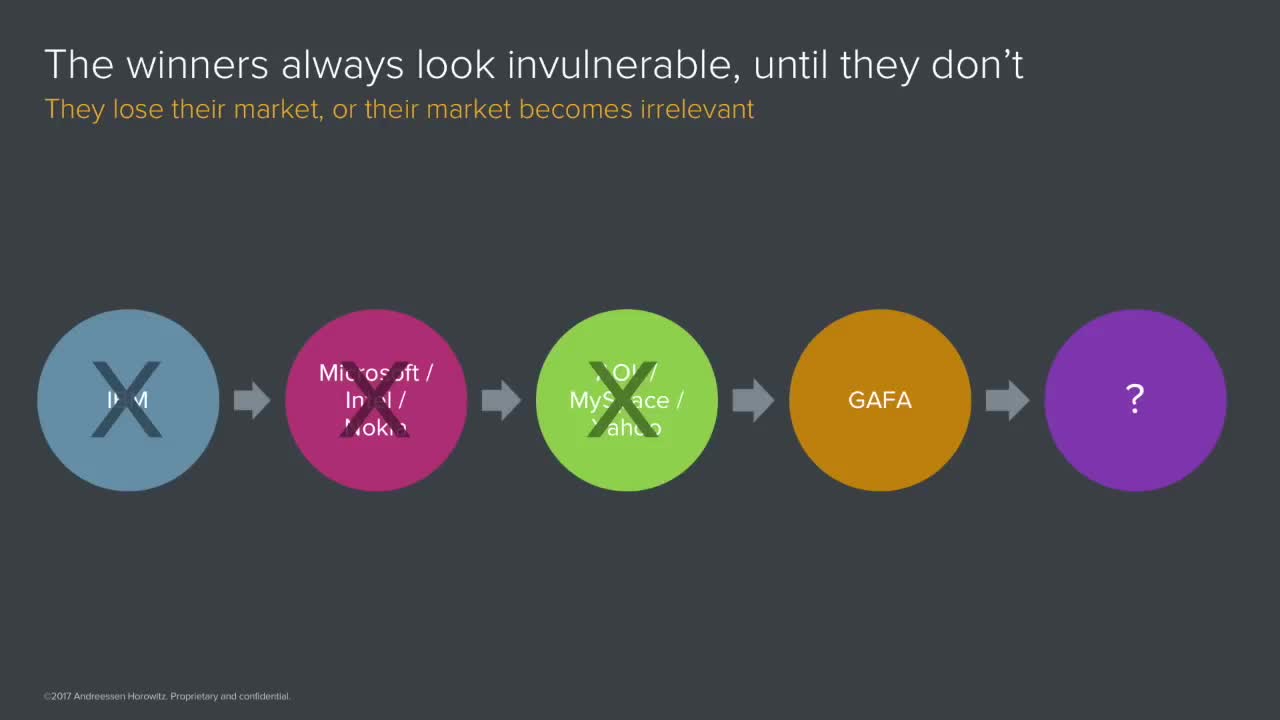 The winners always look invulnerable, until they don’t
They lose their market, or their market becomes irrelevant
IBM
X
Microsoft /
Intel /
Nokia
X
AOL /
MySpace /
Yahoo
X
GAFA
?
©2017 Andreessen Horowitz. Proprietary and confidential.